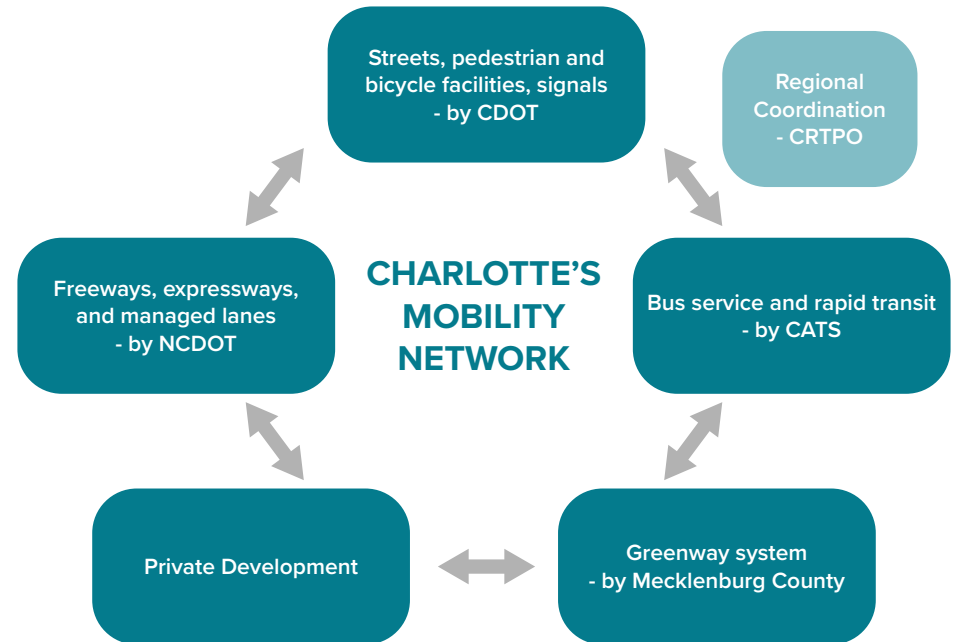 Streets, pedestrian and
bicycle facilities, signals
- by CDOT
Regional
Coordination
- CRTPO
Freeways, expressways,
and managed lanes
- by NCDOT
CHARLOTTE’S
MOBILITY
NETWORK
Bus service and rapid transit
- by CATS
Private Development
Greenway system
- by Mecklenburg County